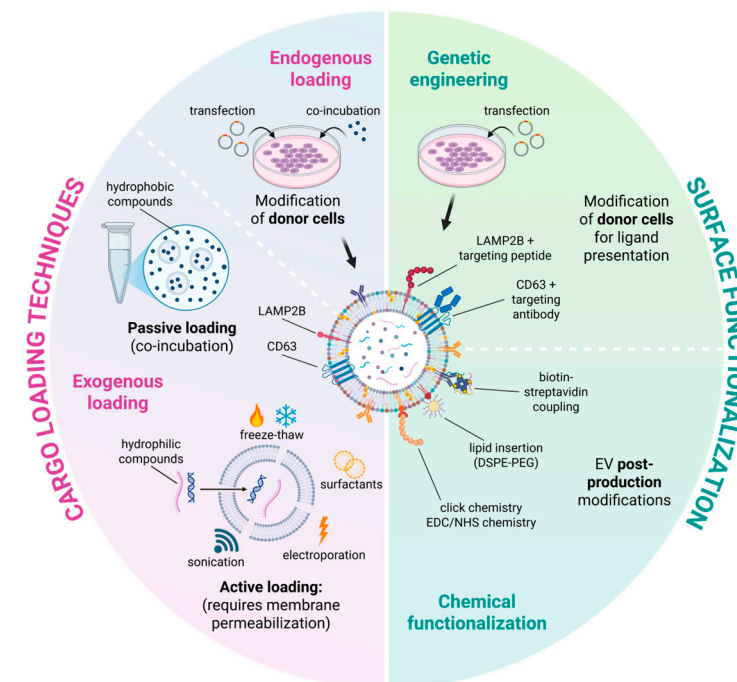 CARGO LOADING TECHNIQUES
Endogenous
loading
transfection
co-incubation
Modification
of donor cells
hydrophobic
compounds
Passive loading
(co-incubation)
LAMP2B
CD63
Exogenous
loading
freeze-thaw
hydrophilic
compounds
surfactants
sonication
electroporation
Active loading:
(requires membrane
permeabilization)
SURFACE FUNCTIONALIZATION
Genetic
engineering
transfection
Modification
of donor cells
for ligand
presentation
LAMP2B +
targeting peptide
CD63 +
targeting
antibody
biotin-
streptavidin
coupling
lipid insertion
(DSPE-PEG)
EV post-
production
modifications
click chemistry
EDC/NHS chemistry
Chemical
functionalization